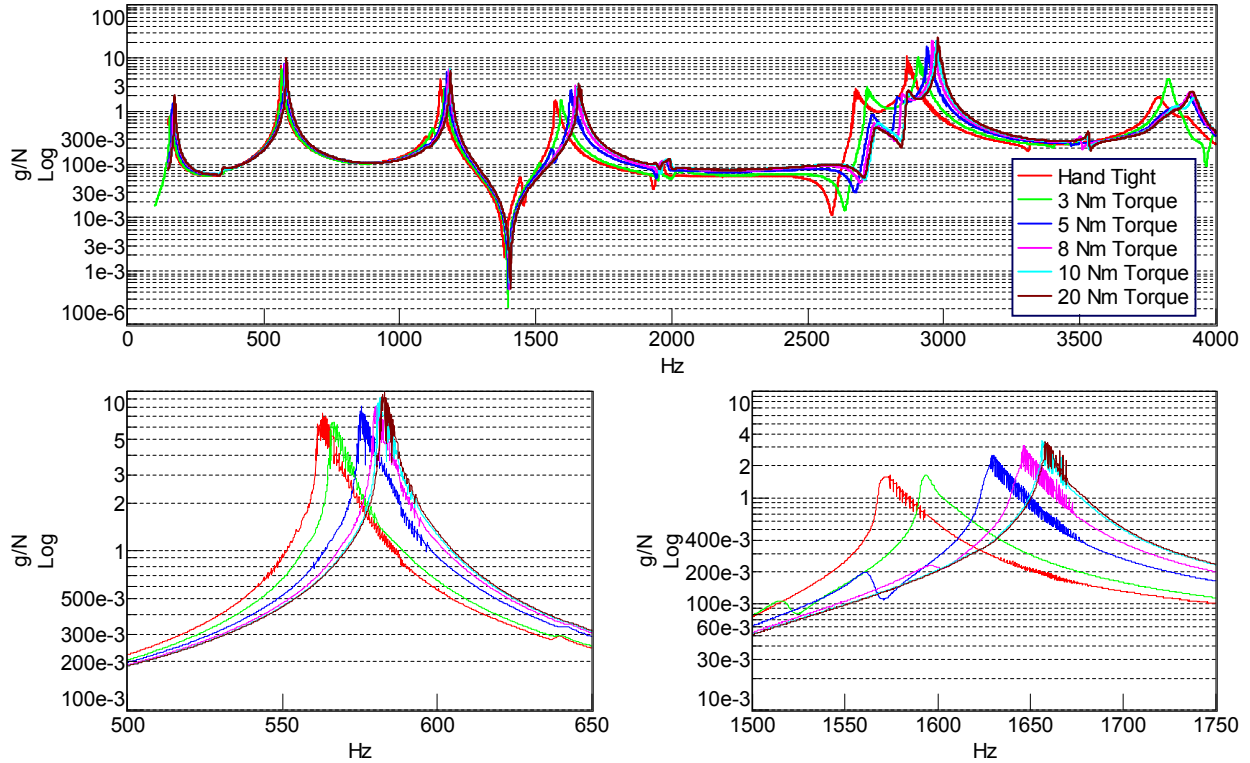 100
10
3
1
300e-3
100e-3
30e-3
10e-3
3e-3
1e-3
100e-6
g/N
Log
0
500
1000
1500
2000
2500
3000
3500
4000
Hz
Hand Tight
3 Nm Torque
5 Nm Torque
8 Nm Torque
10 Nm Torque
20 Nm Torque
10
5
2
1
500e-3
300e-3
200e-3
100e-3
g/N
Log
500
550
600
650
Hz
10
4
2
1
400e-3
200e-3
100e-3
60e-3
30e-3
10e-3
g/N
Log
1500
1550
1600
1650
1700
1750
Hz